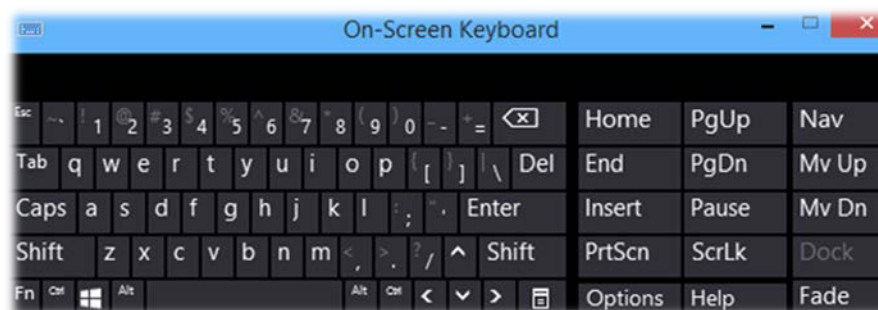 On-Screen Keyboard
Esc ~ ` ! 1 @ 2 # 3 $ 4 % 5 ^ 6 & 7 * 8 ( 9 ) 0 _ - + = Home PgUp Nav
Tab q w e r t y u i o p { [ } ] | \ Del End PgDn Mv Up
Caps a s d f g h j k l : ; " ' Enter Insert Pause Mv Dn
Shift z x c v b n m < , > . ? / Shift PrtScn ScrLk Dock
Fn Ctrl Alt Alt Ctrl Options Help Fade